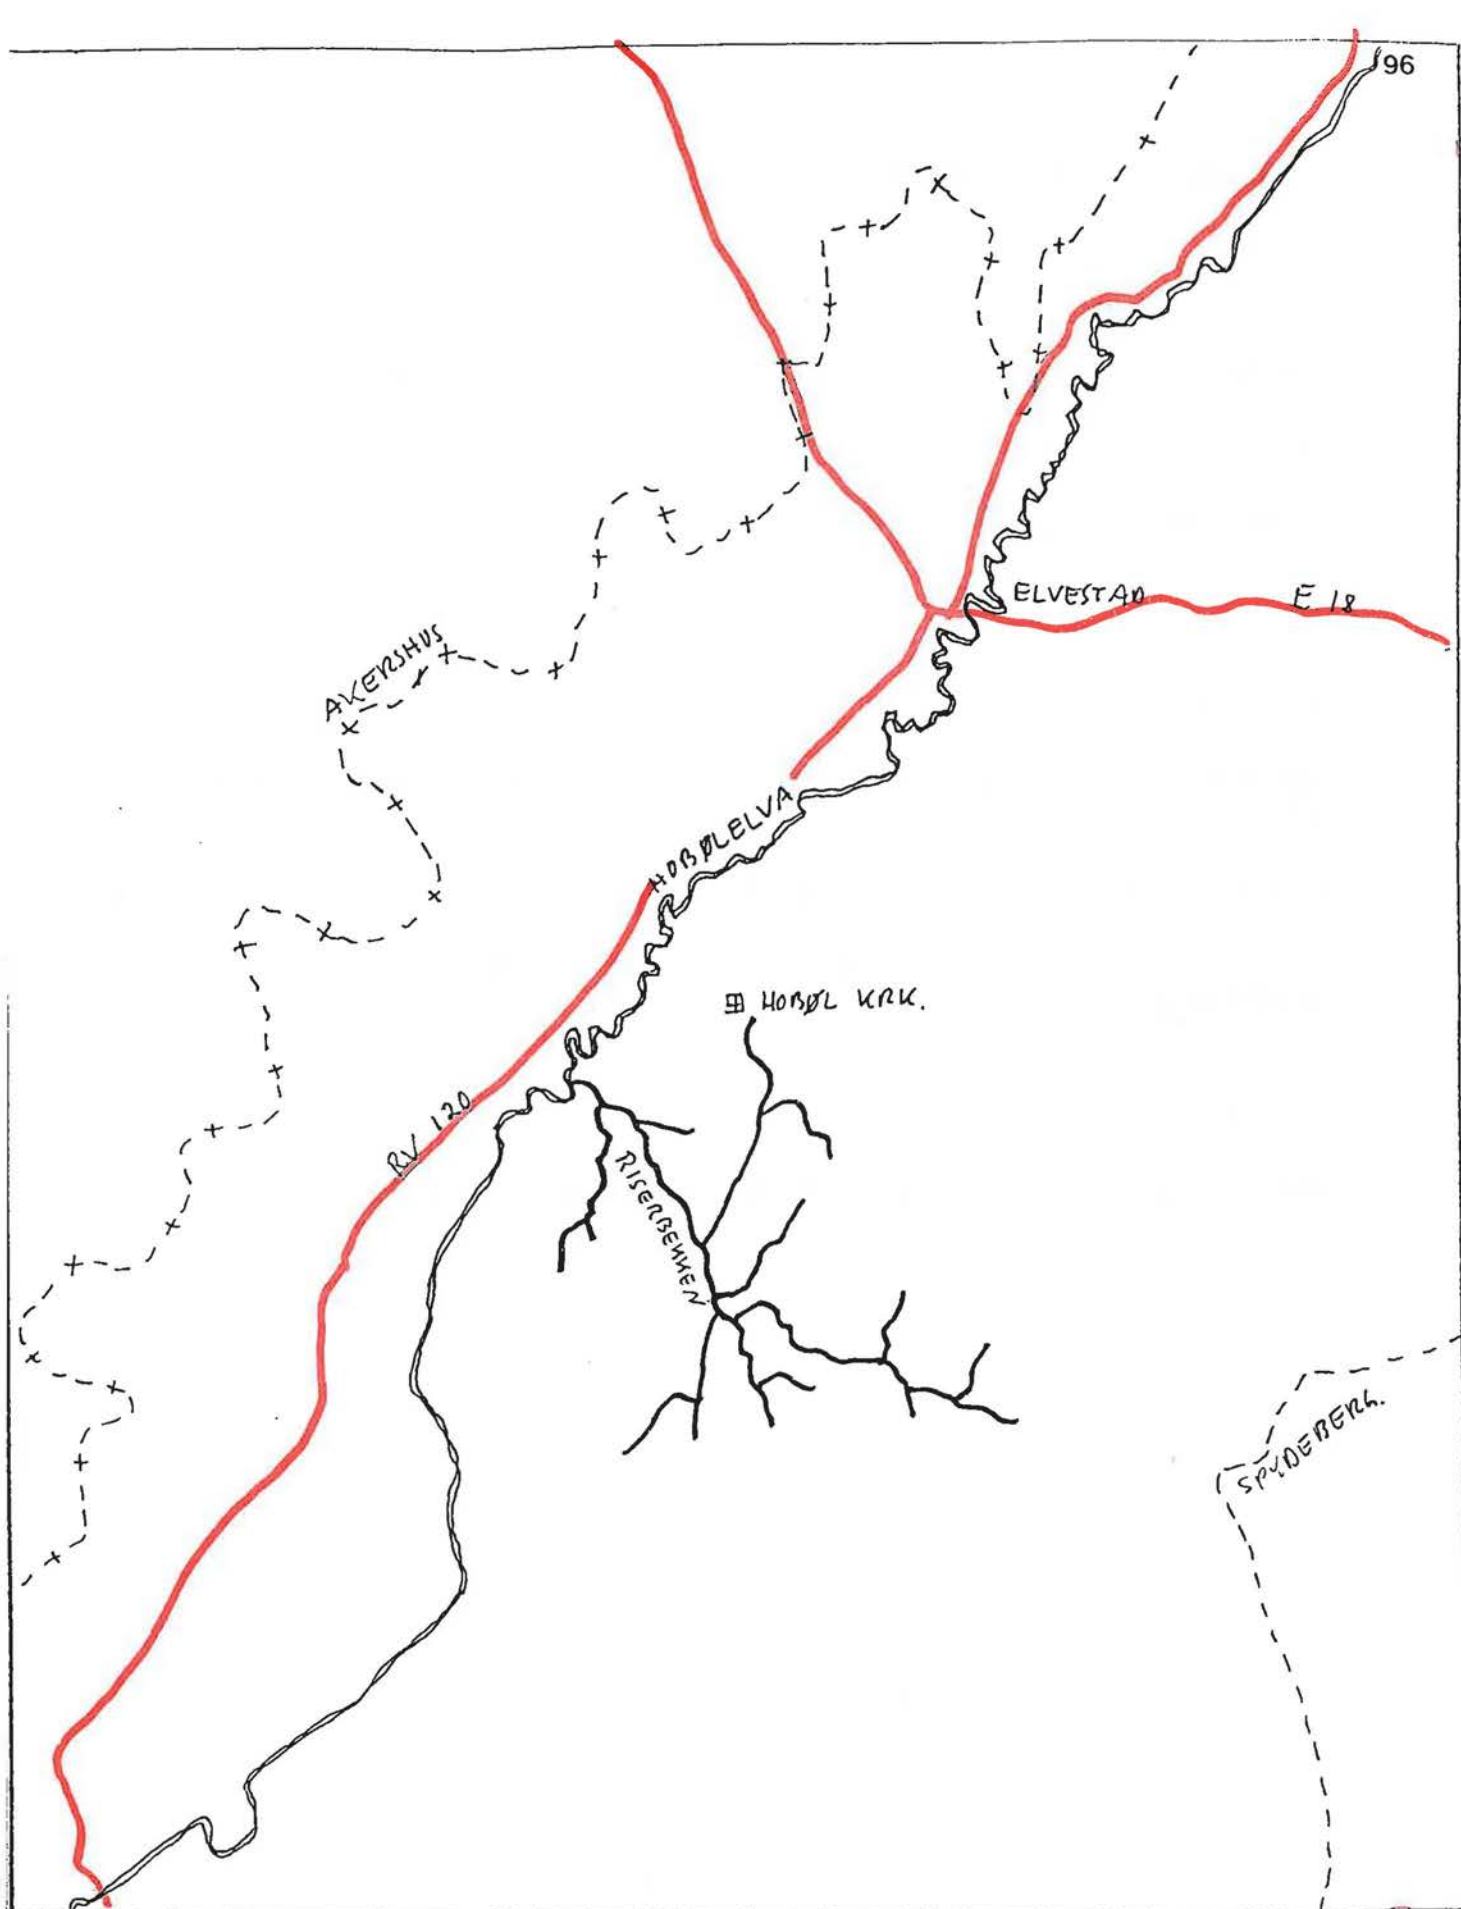 96
ELVESTAD
E 18
AKERSHUS
HOBØLELVA
HOBØL KRK.
RV 120
RISERBEKKEN
SPYDEBERG.